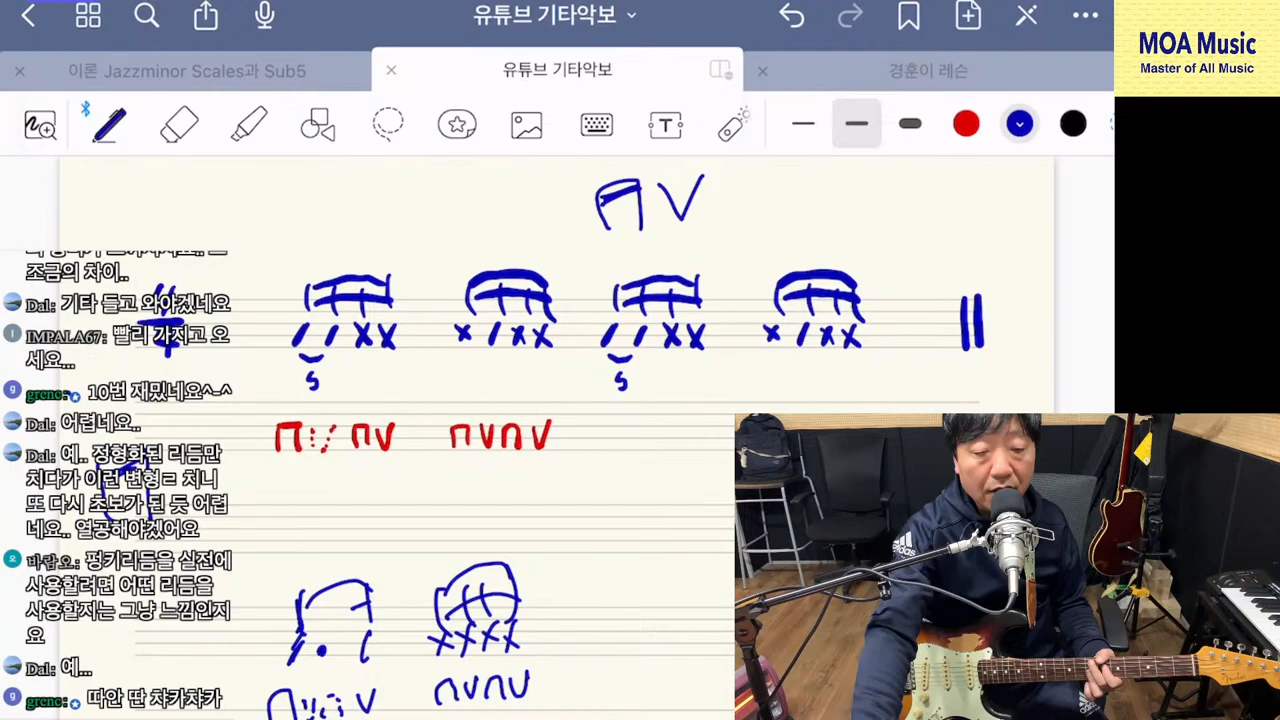 유튜브 기타악보
MOA Music
Master of All Music
이론 Jazzminor Scales과 Sub5
유튜브 기타악보
경훈이 레슨
T
조금의 차이..
Dal: 기타 들고 와야겠네요
IMPALA67: 빨리 가지고 오
세요...
greno: 10번 재밌네요^-^
Dal: 어렵네요..
Dal: 예.. 정형화된 리듬만
치다가 이런 변형ㄹ 치니
또 다시 초보가 된 듯 어렵
네요.. 열공해야겠어요
바람오: 펑키리듬을 실전에
사용할려면 어떤 리듬을
사용할지는 그냥 느낌인지
요
Dal: 예...
greno: 따안 딴 챠카챠카
S S
adidas
Fender